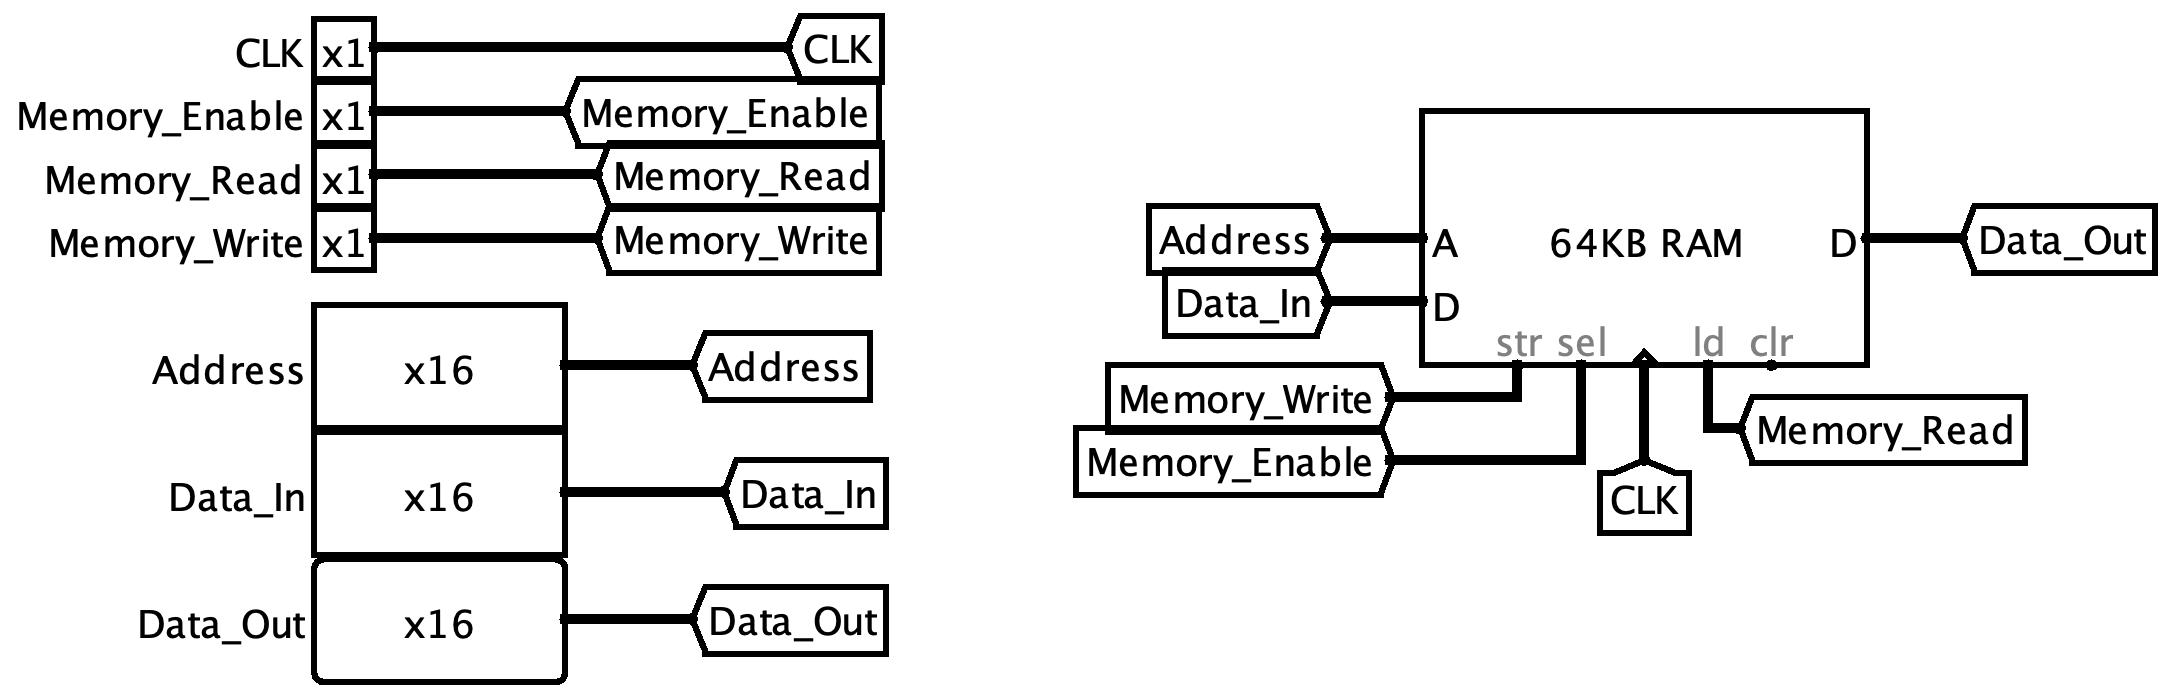 CLK x1 CLK
Memory_Enable x1 Memory_Enable
Memory_Read x1 Memory_Read
Memory_Write x1 Memory_Write
Address x16 Address
Data_In x16 Data_In
Data_Out x16 Data_Out
Address A 64KB RAM D Data_Out
Data_In D
str sel ld clr
Memory_Write
Memory_Read
Memory_Enable
CLK